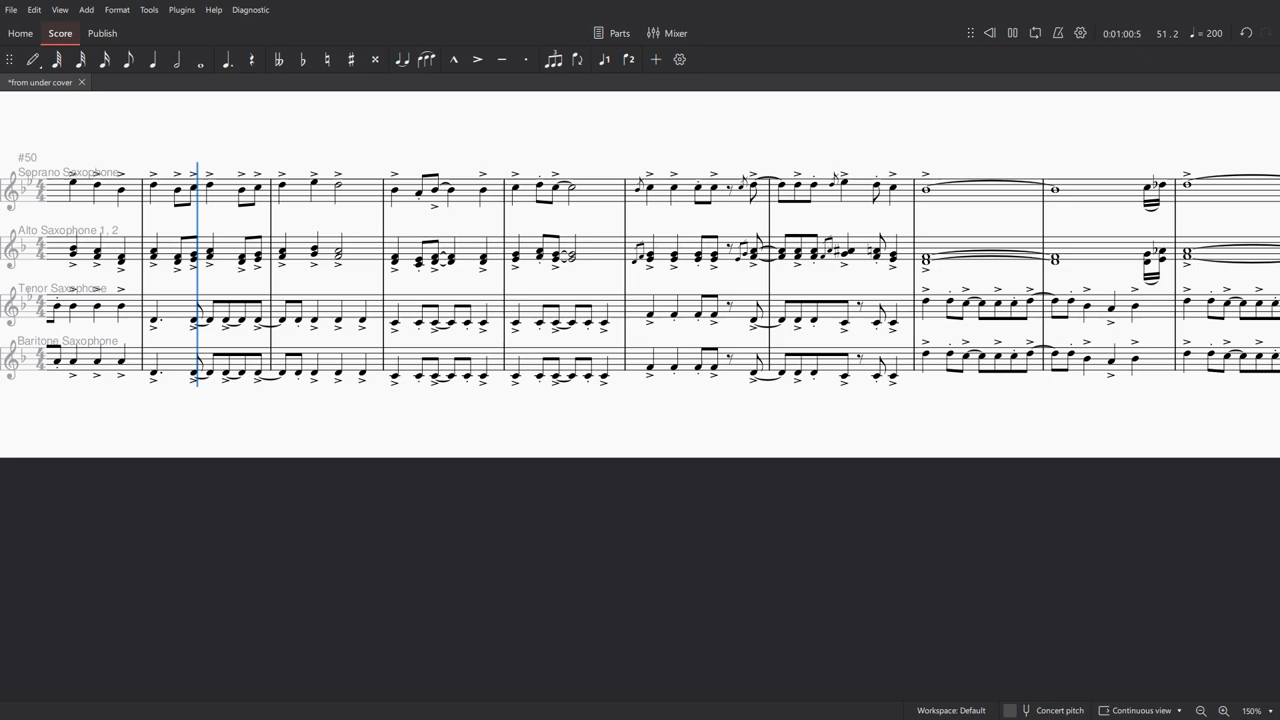 File Edit View Add Format Tools Plugins Help Diagnostic
Home Score Publish Parts Mixer 0:01:00:5 51 . 2 = 200
*from under cover
#50
Soprano Saxophone
Alto Saxophone 1, 2
Tenor Saxophone
Baritone Saxophone
Workspace: Default Concert pitch Continuous view 150%